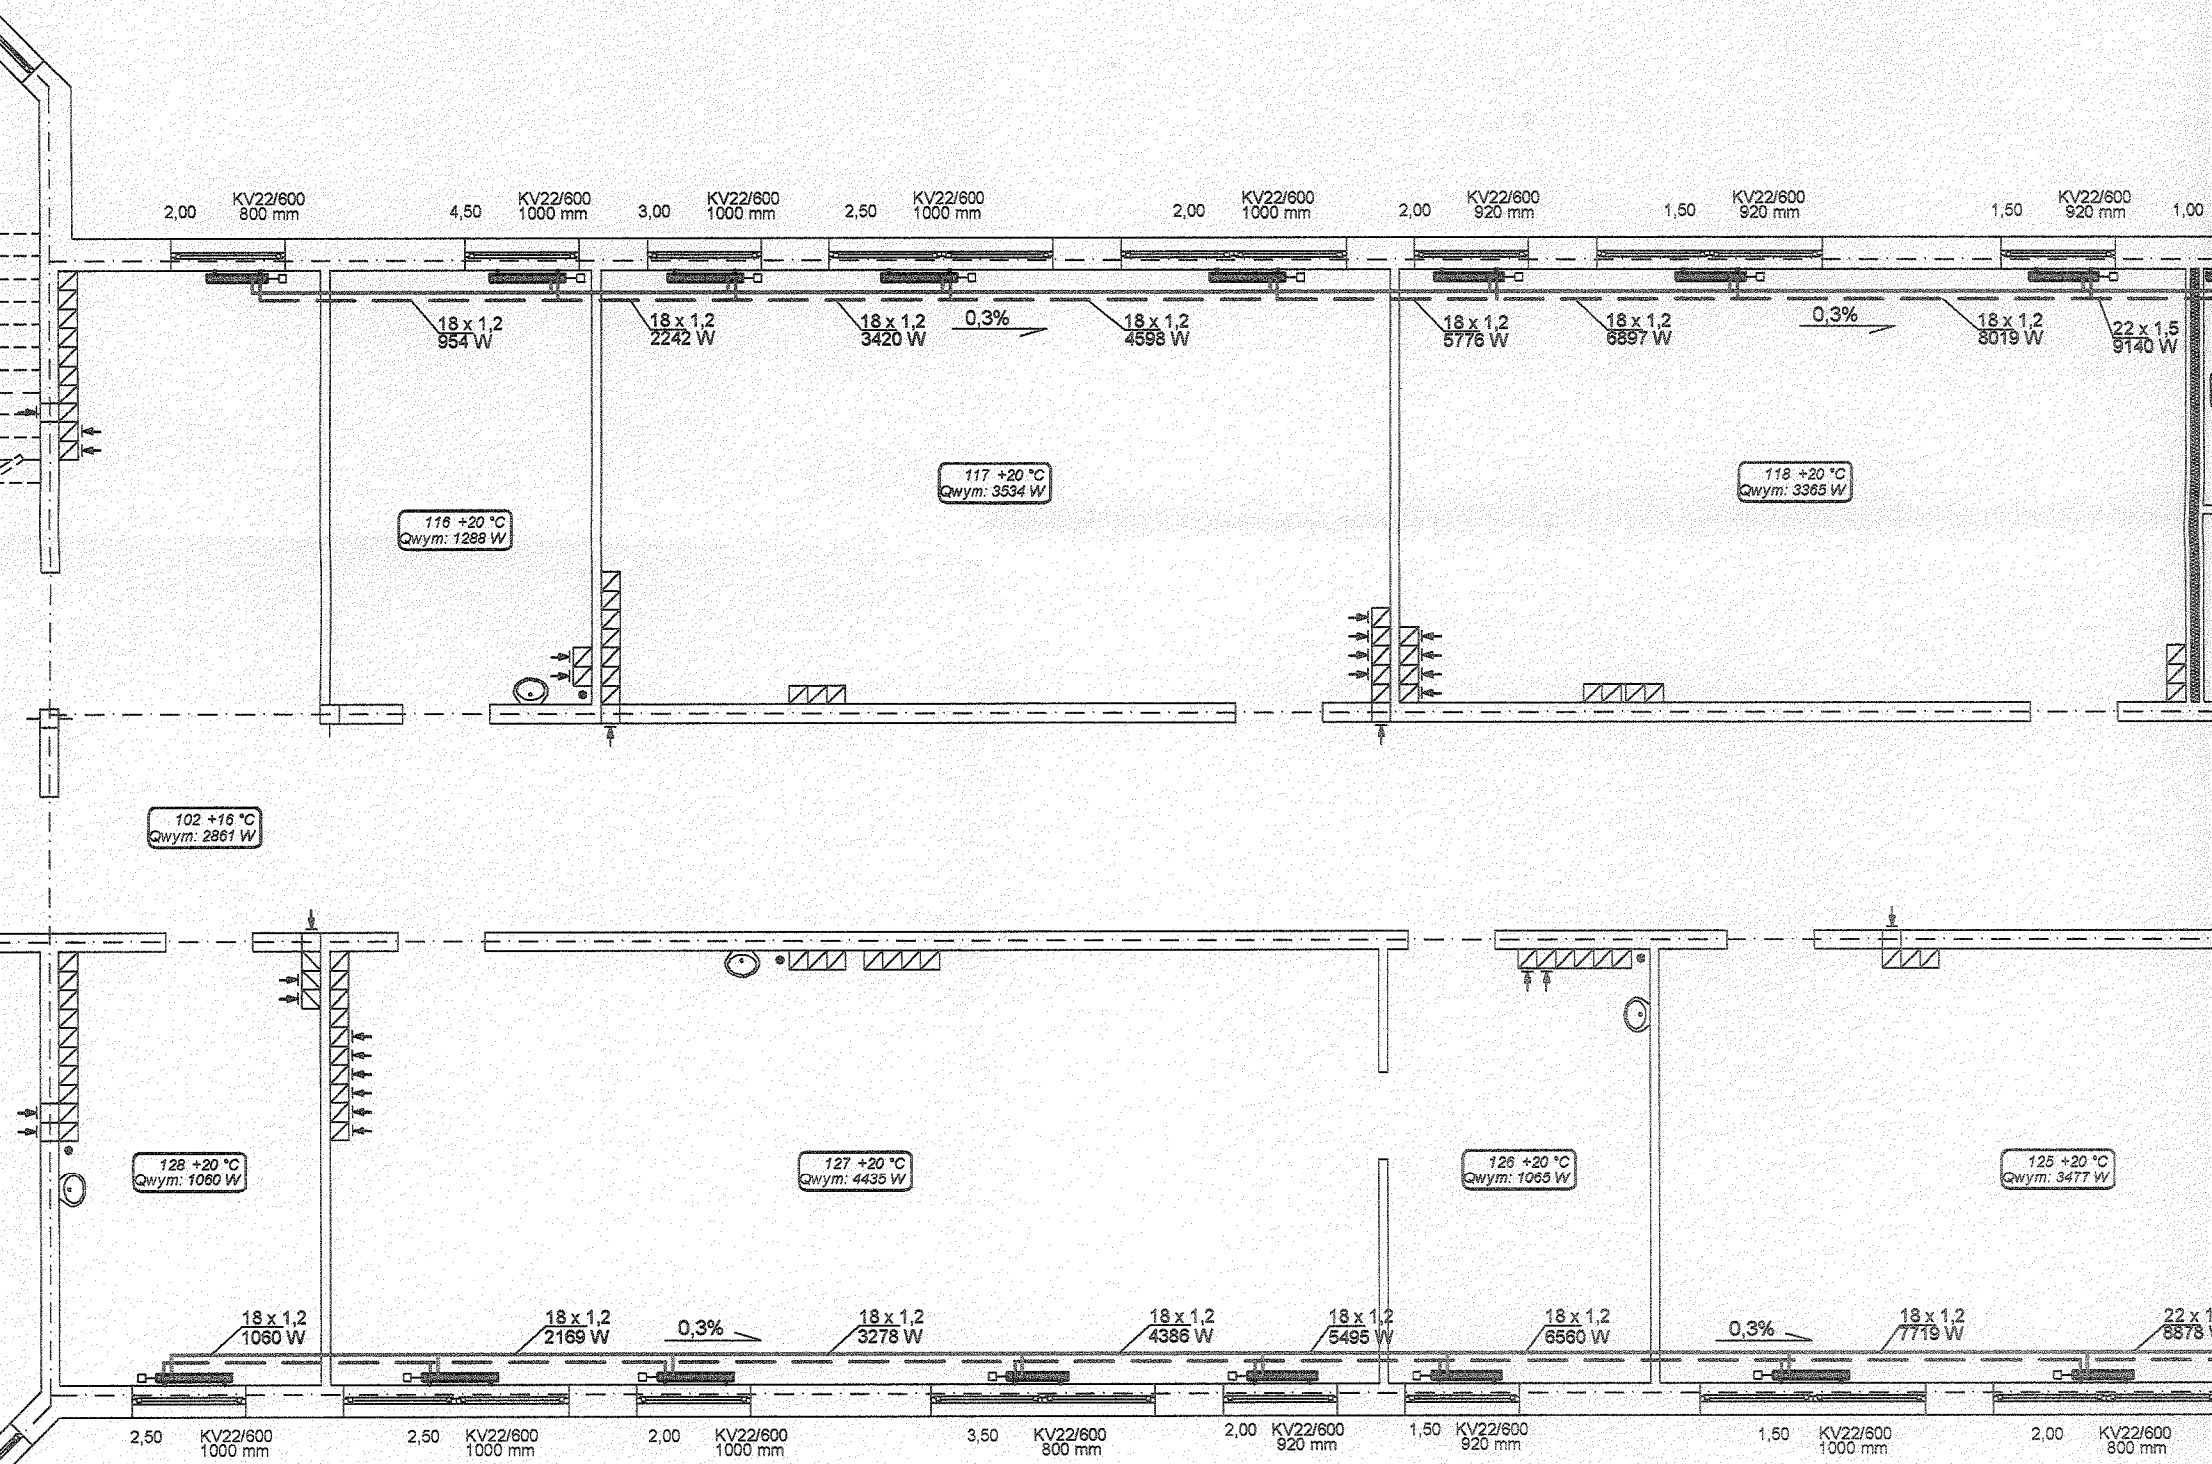 2,00 KV22/600
800 mm
4,50 KV22/600
1000 mm
3,00 KV22/600
1000 mm
2,50 KV22/600
1000 mm
2,00 KV22/600
1000 mm
2,00 KV22/600
920 mm
1,50 KV22/600
920 mm
1,50 KV22/600
920 mm
1,00
18 x 1,2
954 W
18 x 1,2
2242 W
18 x 1,2
3420 W
0,3%
18 x 1,2
4598 W
18 x 1,2
5776 W
18 x 1,2
6897 W
0,3%
18 x 1,2
8019 W
22 x 1,5
9140 W
116 +20 °C
Qwym: 1288 W
117 +20 °C
Qwym: 3534 W
118 +20 °C
Qwym: 3365 W
102 +16 °C
Qwym: 2861 W
128 +20 °C
Qwym: 1060 W
127 +20 °C
Qwym: 4435 W
126 +20 °C
Qwym: 1065 W
125 +20 °C
Qwym: 3477 W
18 x 1,2
1060 W
18 x 1,2
2169 W
0,3%
18 x 1,2
3278 W
18 x 1,2
4386 W
18 x 1,2
5495 W
18 x 1,2
6560 W
0,3%
18 x 1,2
7719 W
22 x 1
8878 W
2,50 KV22/600
1000 mm
2,50 KV22/600
1000 mm
2,00 KV22/600
1000 mm
3,50 KV22/600
800 mm
2,00 KV22/600
920 mm
1,50 KV22/600
920 mm
1,50 KV22/600
1000 mm
2,00 KV22/600
800 mm